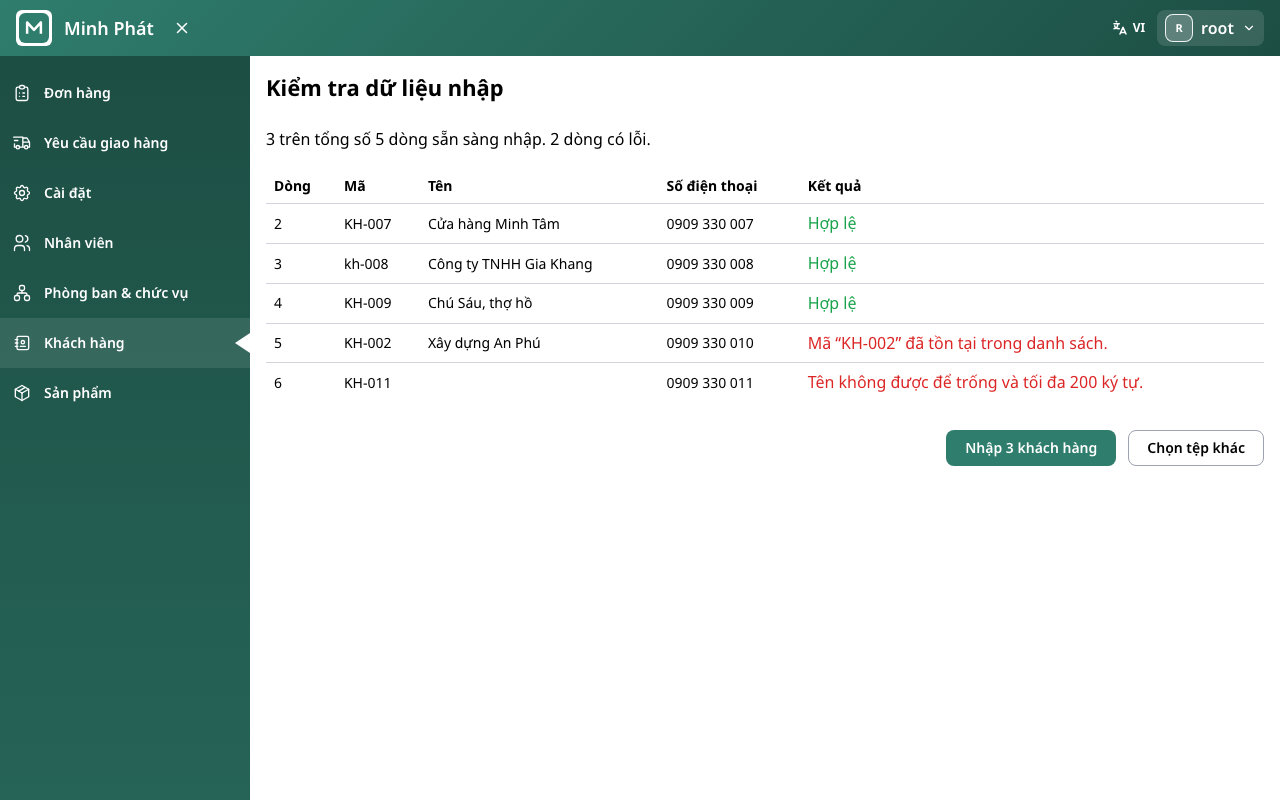 Minh Phát
VI
R
root
Đơn hàng
Yêu cầu giao hàng
Cài đặt
Nhân viên
Phòng ban & chức vụ
Khách hàng
Sản phẩm
Kiểm tra dữ liệu nhập
3 trên tổng số 5 dòng sẵn sàng nhập. 2 dòng có lỗi.
Dòng Mã Tên Số điện thoại Kết quả
2 KH-007 Cửa hàng Minh Tâm 0909 330 007 Hợp lệ
3 kh-008 Công ty TNHH Gia Khang 0909 330 008 Hợp lệ
4 KH-009 Chú Sáu, thợ hồ 0909 330 009 Hợp lệ
5 KH-002 Xây dựng An Phú 0909 330 010 Mã “KH-002” đã tồn tại trong danh sách.
6 KH-011 0909 330 011 Tên không được để trống và tối đa 200 ký tự.
Nhập 3 khách hàng
Chọn tệp khác